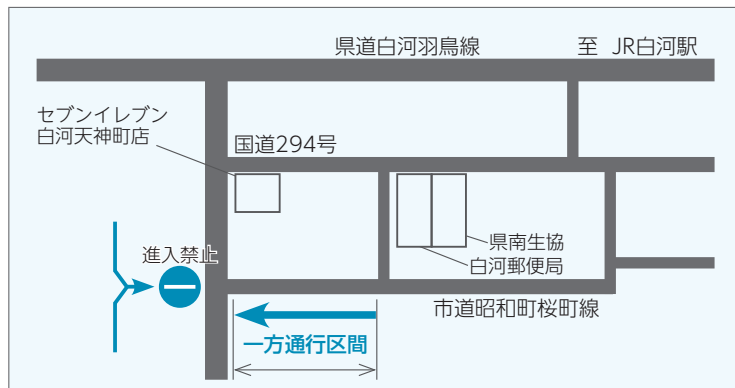 県道白河羽鳥線
至 JR白河駅
セブンイレブン
白河天神町店
国道294号
進入禁止
県南生協
白河郵便局
市道昭和町桜町線
一方通行区間